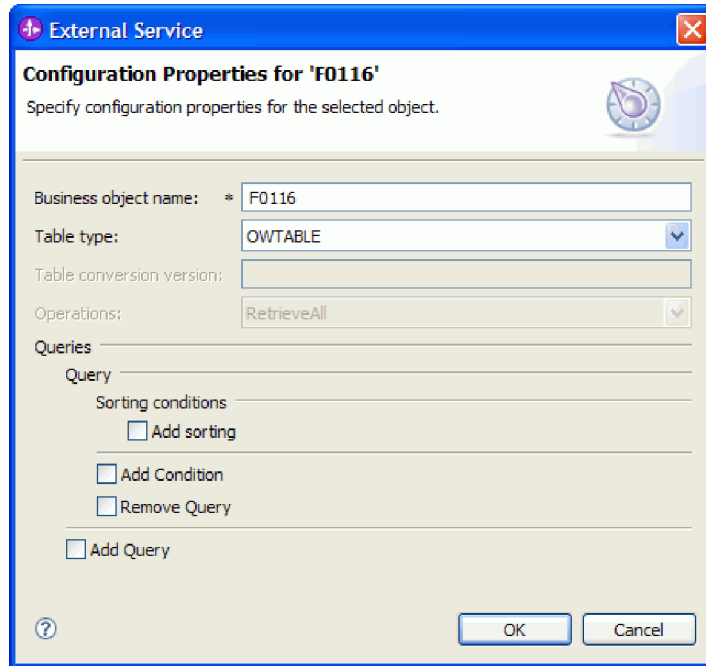 External Service
Configuration Properties for 'F0116'
Specify configuration properties for the selected object.
Business object name: * F0116
Table type: OWTABLE
Table conversion version:
Operations: RetrieveAll
Queries
Query
Sorting conditions
Add sorting
Add Condition
Remove Query
Add Query
? OK Cancel